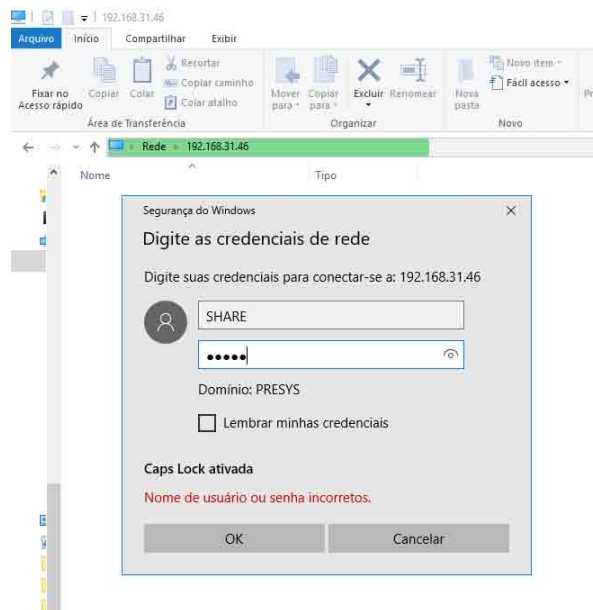 192.168.31.46
Arquivo Início Compartilhar Exibir
Fixar no
Acesso rápido
Copiar
Colar
Recortar
Copiar caminho
Colar atalho
Área de Transferência
Mover
para
Copiar
para
Excluir
Renomear
Organizar
Nova
pasta
Novo item
Fácil acesso
Novo
Rede 192.168.31.46
Nome Tipo
Segurança do Windows
Digite as credenciais de rede
Digite suas credenciais para conectar-se a: 192.168.31.46
SHARE
•••••
Domínio: PRESYS
Lembrar minhas credenciais
Caps Lock ativada
Nome de usuário ou senha incorretos.
OK Cancelar